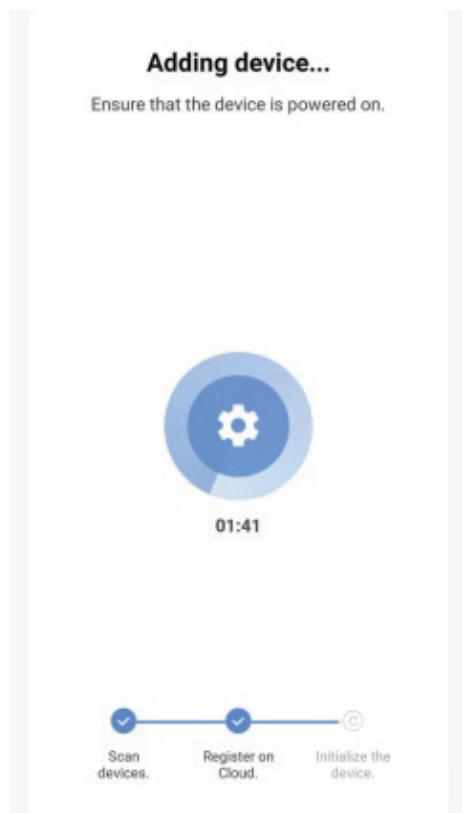 Adding device...
Ensure that the device is powered on.
01:41
Scan
devices.
Register on
Cloud.
Initialize the
device.